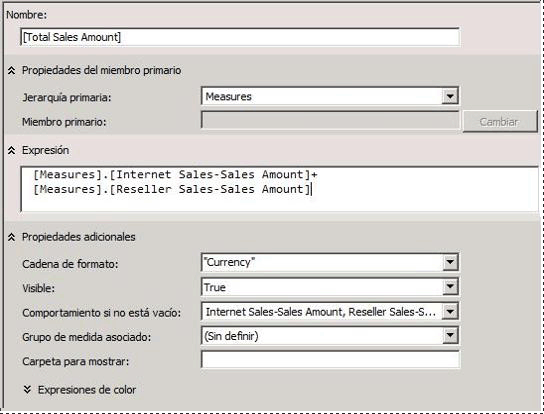 Nombre:
[Total Sales Amount]
Propiedades del miembro primario
Jerarquía primaria: Measures
Miembro primario: Cambiar
Expresión
[Measures].[Internet Sales-Sales Amount]+
[Measures].[Reseller Sales-Sales Amount]
Propiedades adicionales
Cadena de formato: "Currency"
Visible: True
Comportamiento si no está vacío: Internet Sales-Sales Amount, Reseller Sales-S...
Grupo de medida asociado: (Sin definir)
Carpeta para mostrar:
Expresiones de color